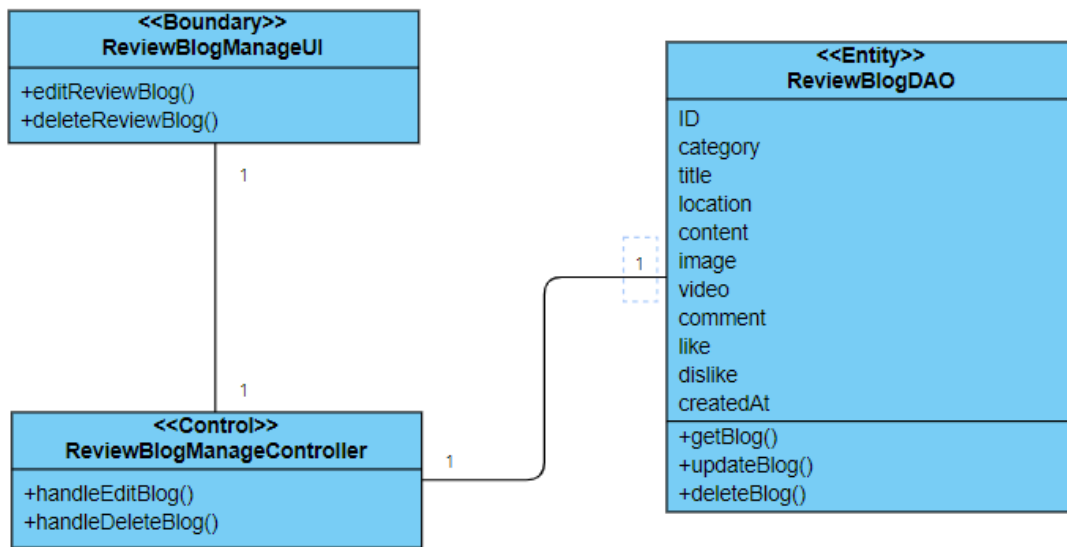 <<Boundary>>
ReviewBlogManageUI
+editReviewBlog()
+deleteReviewBlog()
1
1
<<Control>>
ReviewBlogManageController
+handleEditBlog()
+handleDeleteBlog()
1
1
<<Entity>>
ReviewBlogDAO
ID
category
title
location
content
image
video
comment
like
dislike
createdAt
+getBlog()
+updateBlog()
+deleteBlog()